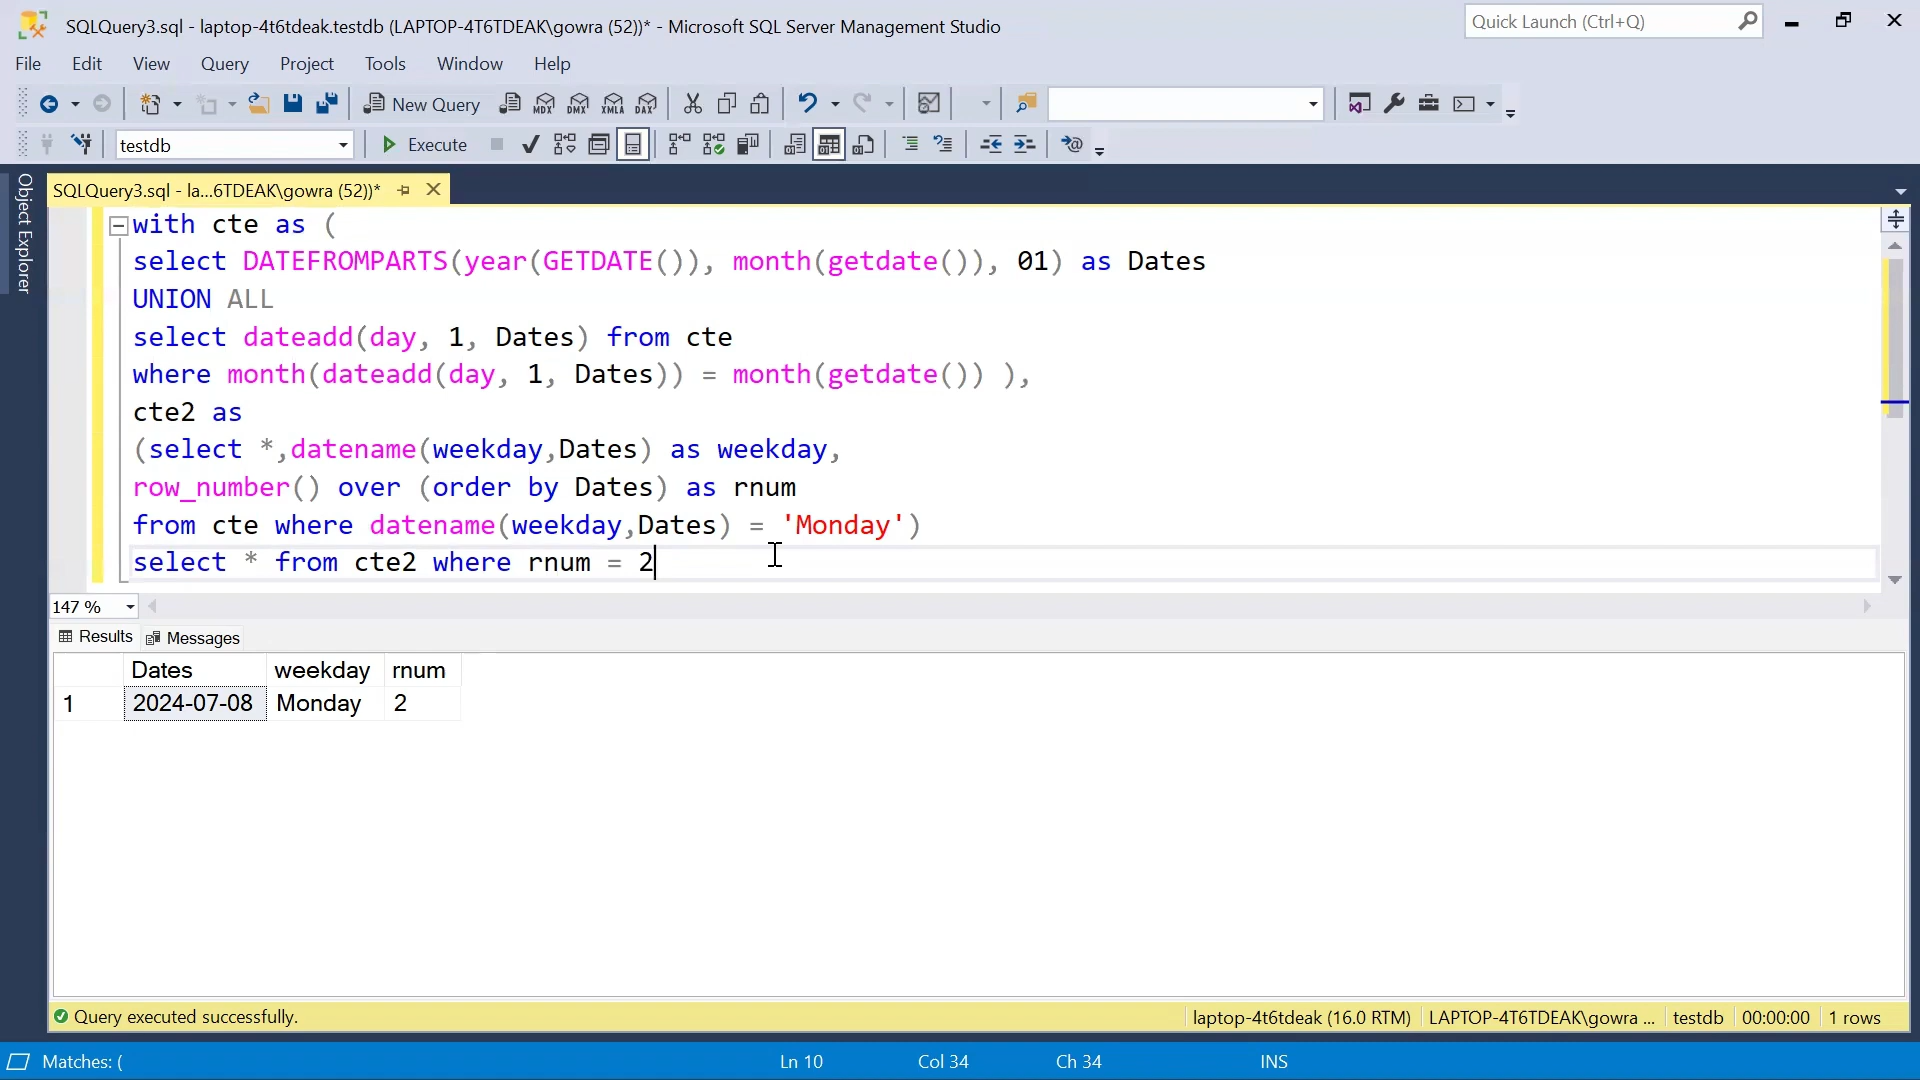 SQLQuery3.sql - laptop-4t6tdeak.testdb (LAPTOP-4T6TDEAK\gowra (52))* - Microsoft SQL Server Management Studio
Quick Launch (Ctrl+Q)
File Edit View Query Project Tools Window Help
New Query MDX DMX XMLA DAX
testdb Execute
Object Explorer
SQLQuery3.sql - la...6TDEAK\gowra (52))*
with cte as (
select DATEFROMPARTS(year(GETDATE()), month(getdate()), 01) as Dates
UNION ALL
select dateadd(day, 1, Dates) from cte
where month(dateadd(day, 1, Dates)) = month(getdate()) ),
cte2 as
(select *,datename(weekday,Dates) as weekday,
row_number() over (order by Dates) as rnum
from cte where datename(weekday,Dates) = 'Monday')
select * from cte2 where rnum = 2
147 %
Results Messages
Dates weekday rnum
1 2024-07-08 Monday 2
Query executed successfully. laptop-4t6tdeak (16.0 RTM) LAPTOP-4T6TDEAK\gowra ... testdb 00:00:00 1 rows
Matches: ( Ln 10 Col 34 Ch 34 INS